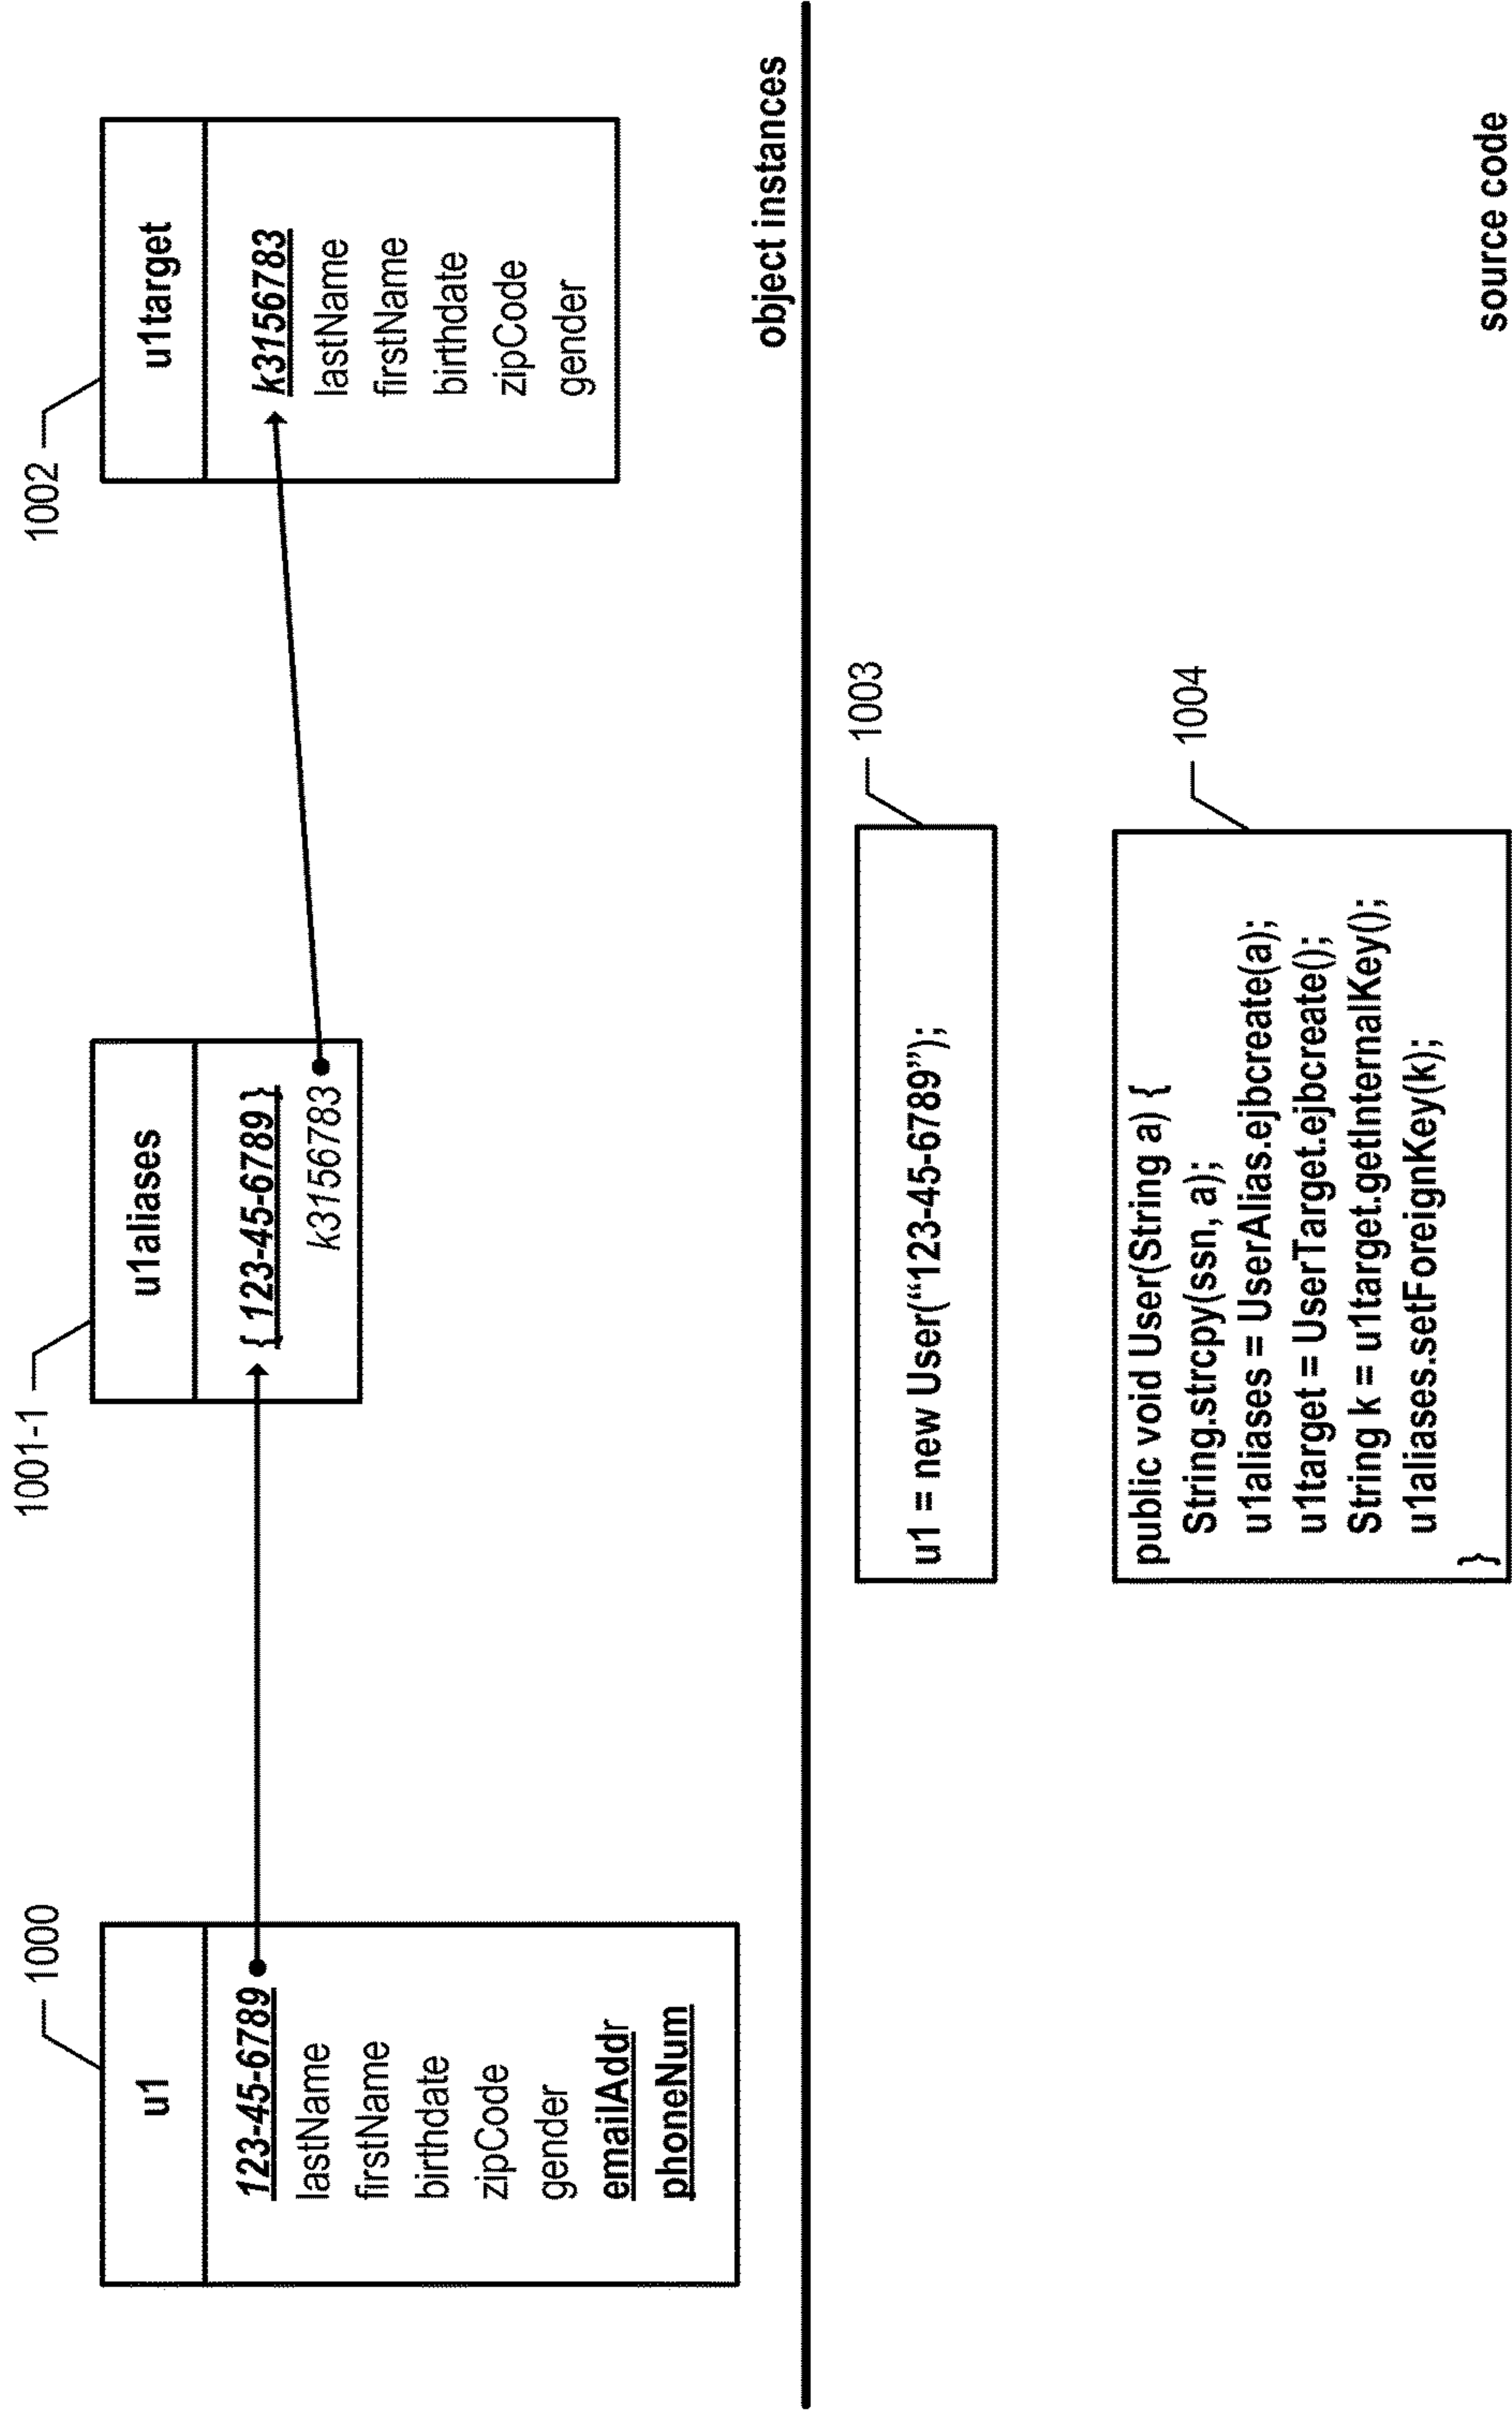 1000
u1
123-45-6789
lastName
firstName
birthdate
zipCode
gender
emailAddr
phoneNum
1001-1
u1aliases
{ 123-45-6789 }
k3156783
1002
u1target
k3156783
lastName
firstName
birthdate
zipCode
gender
object instances
1003
u1 = new User(“123-45-6789”);
1004
public void User(String a) {
String.strcpy(ssn, a);
u1aliases = UserAlias.ejbcreate(a);
u1target = UserTarget.ejbcreate();
String k = u1target.getInternalKey();
u1aliases.setForeignKey(k);
}
source code